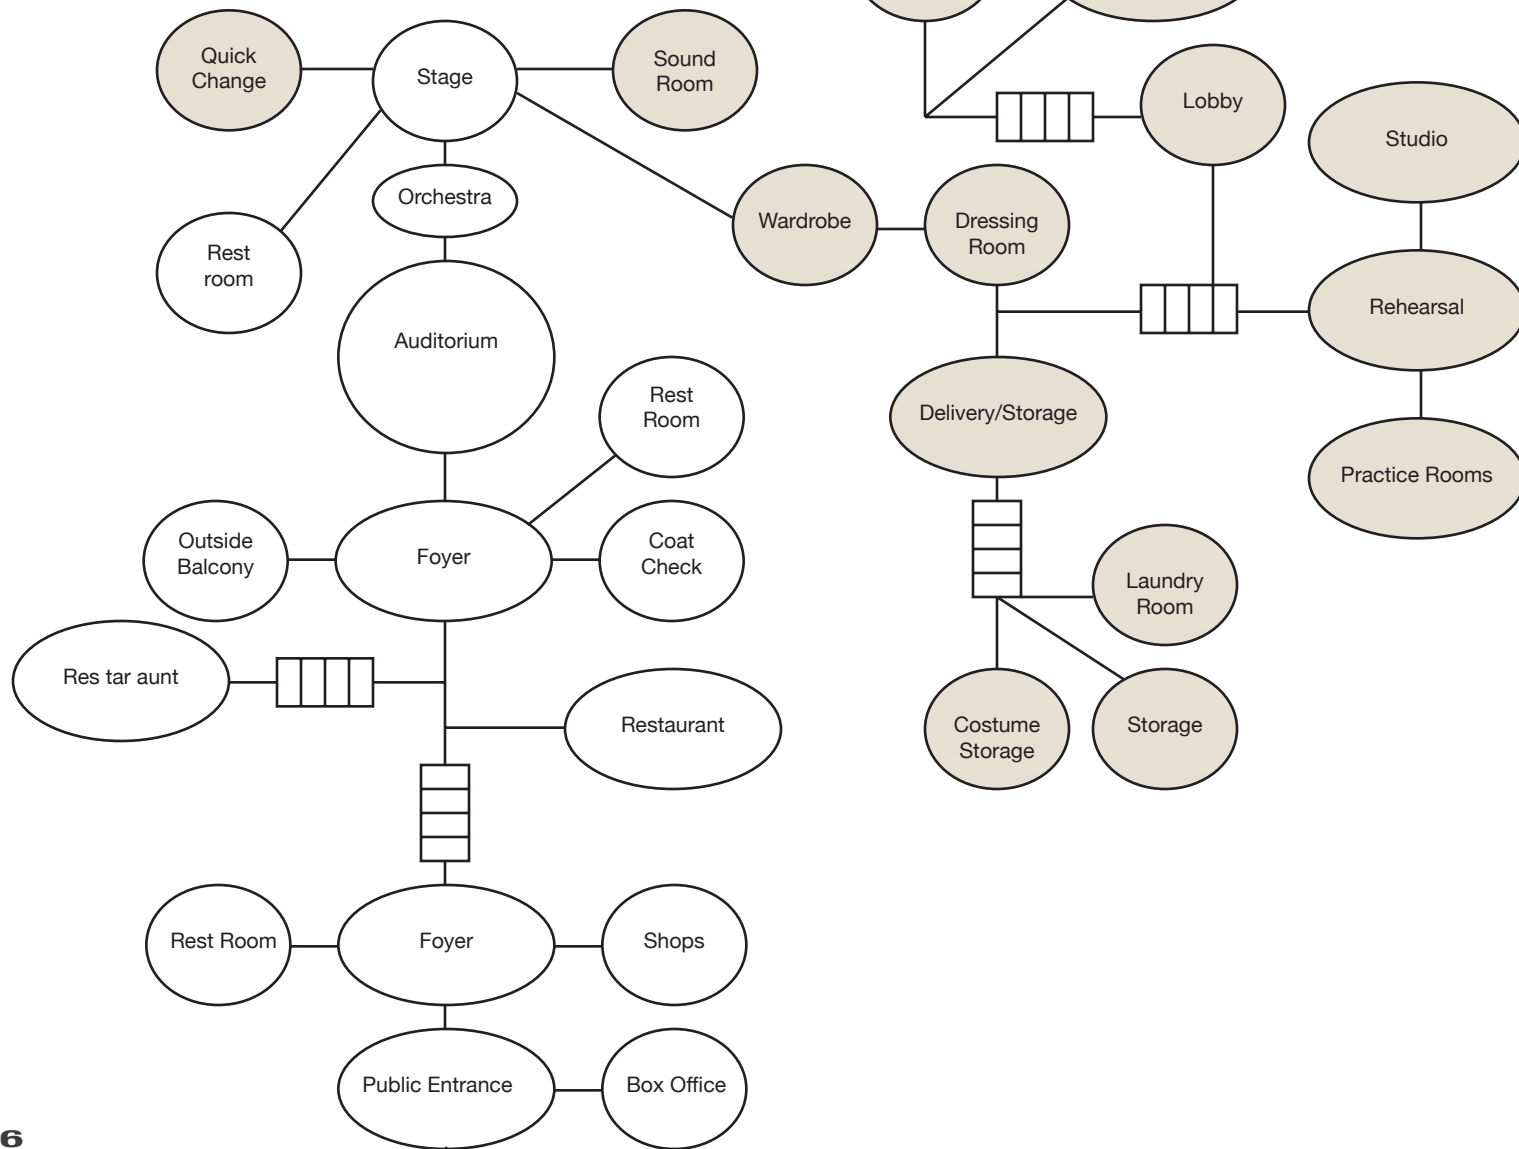 Quick
Change
Stage
Sound
Room
Lobby
Studio
Orchestra
Wardrobe
Dressing
Room
Rest
room
Rehearsal
Auditorium
Rest
Room
Delivery/Storage
Practice Rooms
Outside
Balcony
Foyer
Coat
Check
Laundry
Room
Res tar aunt
Restaurant
Costume
Storage
Storage
Rest Room
Foyer
Shops
Public Entrance
Box Office
6